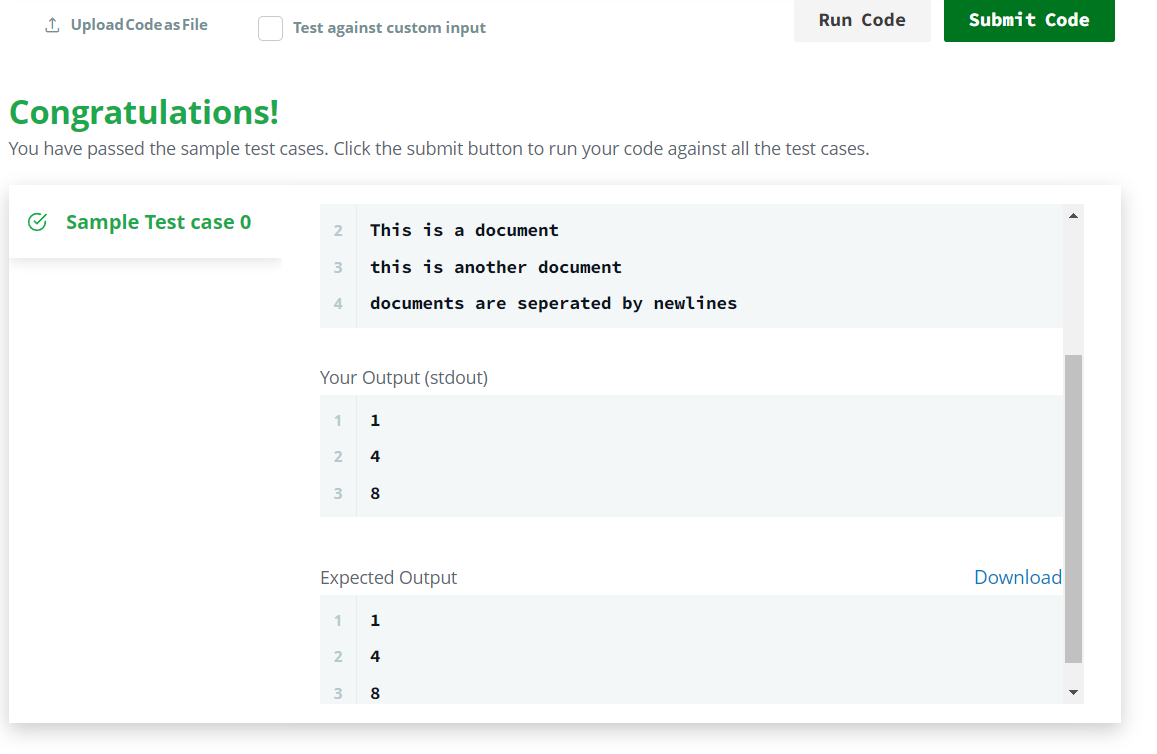 Upload Code as File
Test against custom input
Run Code
Submit Code
Congratulations!
You have passed the sample test cases. Click the submit button to run your code against all the test cases.
Sample Test case 0
2 This is a document
3 this is another document
4 documents are seperated by newlines
Your Output (stdout)
1 1
2 4
3 8
Expected Output
Download
1 1
2 4
3 8